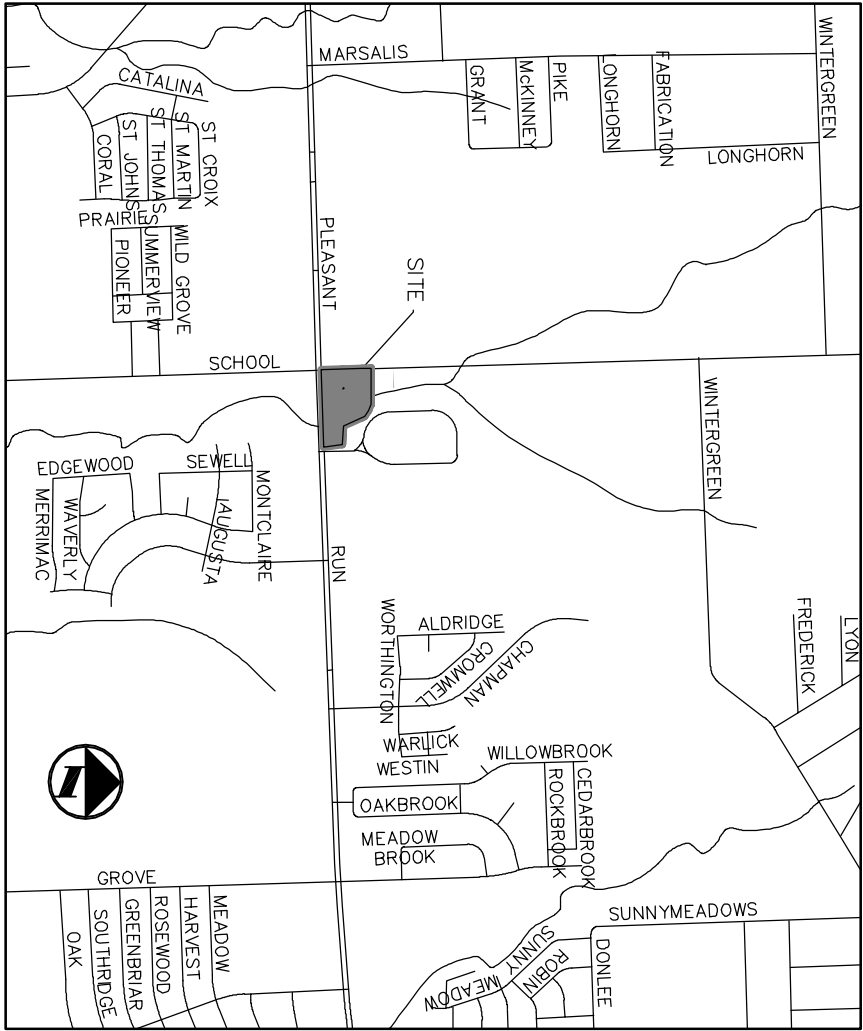 MARSALIS
WINTERGREEN
FABRICATION
PIKE
LONGHORN
McKINNEY
GRANT
CATALINA
LONGHORN
ST CROIX
ST MARTIN
ST THOMAS
ST JOHNS
CORAL
PRAIRIE
WILD GROVE
SUMMERVIEW
PIONEER
PLEASANT
SITE
SCHOOL
WINTERGREEN
EDGEWOOD
SEWELL
MONTCLAIRE
AUGUSTA
WAVERLY
MERRIMAC
RUN
LYON
FREDERICK
ALDRIDGE
WORTHINGTON
CROMWELL
CHAPMAN
WARLICK
WESTIN
WILLOWBROOK
CEDARBROOK
ROCKBROOK
OAKBROOK
MEADOW
BROOK
GROVE
MEADOW
HARVEST
ROSEWOOD
GREENBRIAR
SOUTHRIDGE
OAK
SUNNYMEADOWS
SUNNY
MEADOW
ROBIN
DONLEE